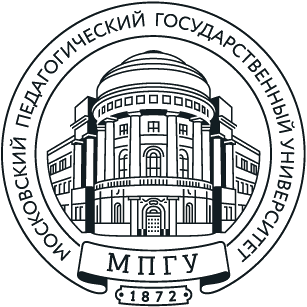 МОСКОВСКИЙ ПЕДАГОГИЧЕСКИЙ ГОСУДАРСТВЕННЫЙ УНИВЕРСИТЕТ
МПГУ
1872